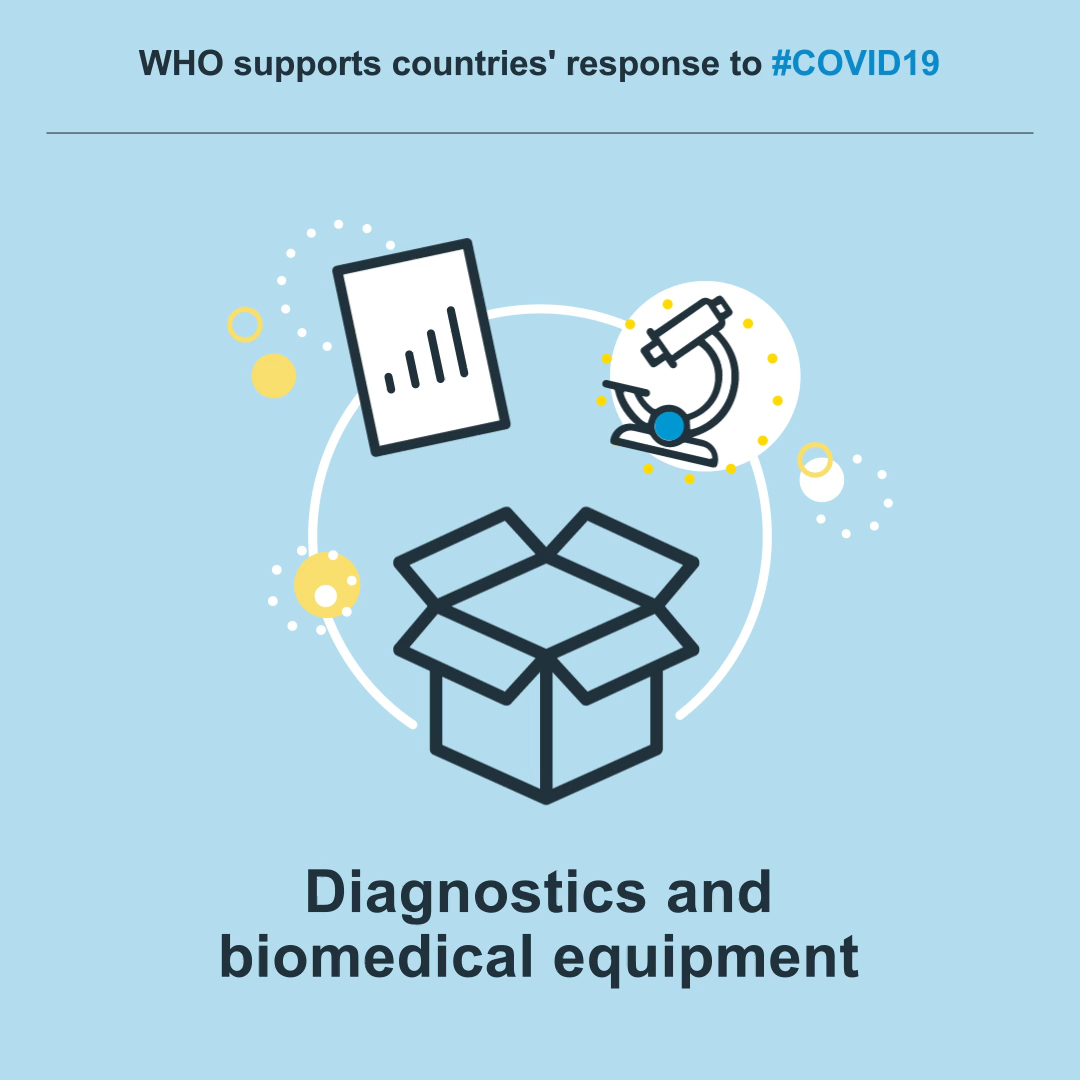 WHO supports countries' response to #COVID19
Diagnostics and
biomedical equipment